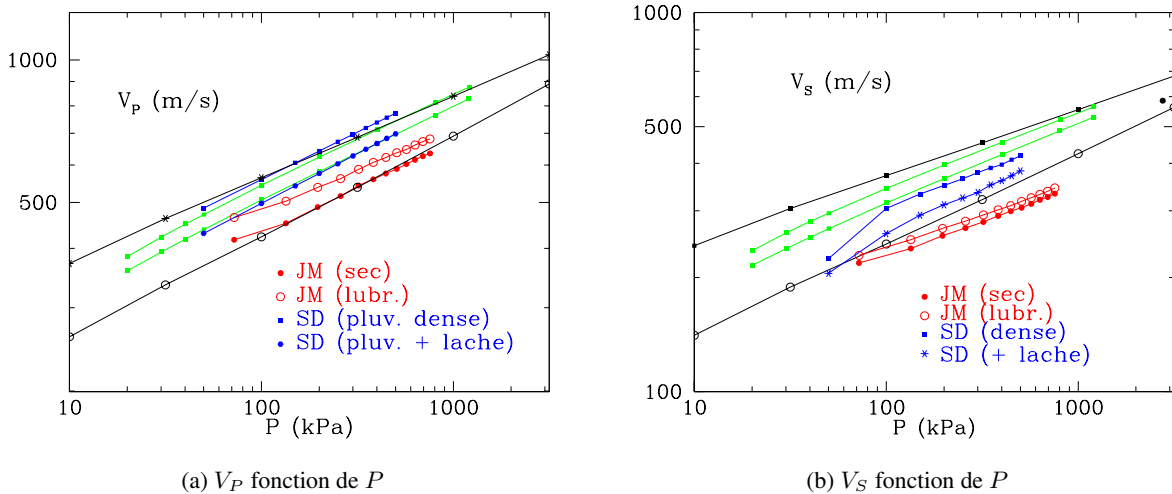 1000
500
V_P (m/s)
JM (sec)
JM (lubr.)
SD (pluv. dense)
SD (pluv. + lache)
10
100
1000
P (kPa)
(a) V_P fonction de P
1000
500
100
V_S (m/s)
JM (sec)
JM (lubr.)
SD (dense)
SD (+ lache)
10
100
1000
P (kPa)
(b) V_S fonction de P